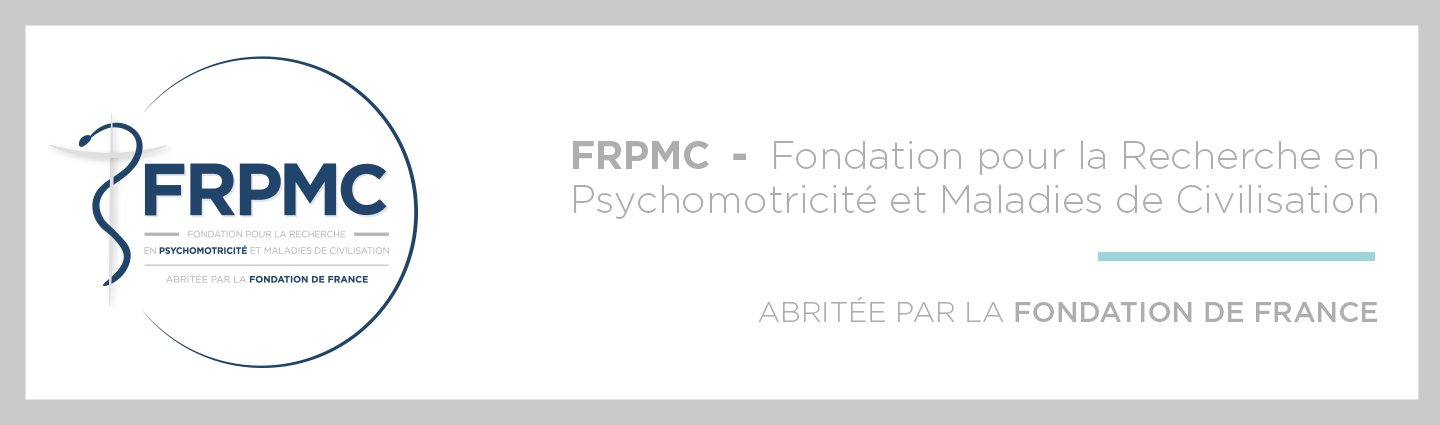 FRPMC
FONDATION POUR LA RECHERCHE
EN PSYCHOMOTRICITÉ ET MALADIES DE CIVILISATION
ABRITÉE PAR LA FONDATION DE FRANCE
FRPMC - Fondation pour la Recherche en
Psychomotricité et Maladies de Civilisation
ABRITÉE PAR LA FONDATION DE FRANCE